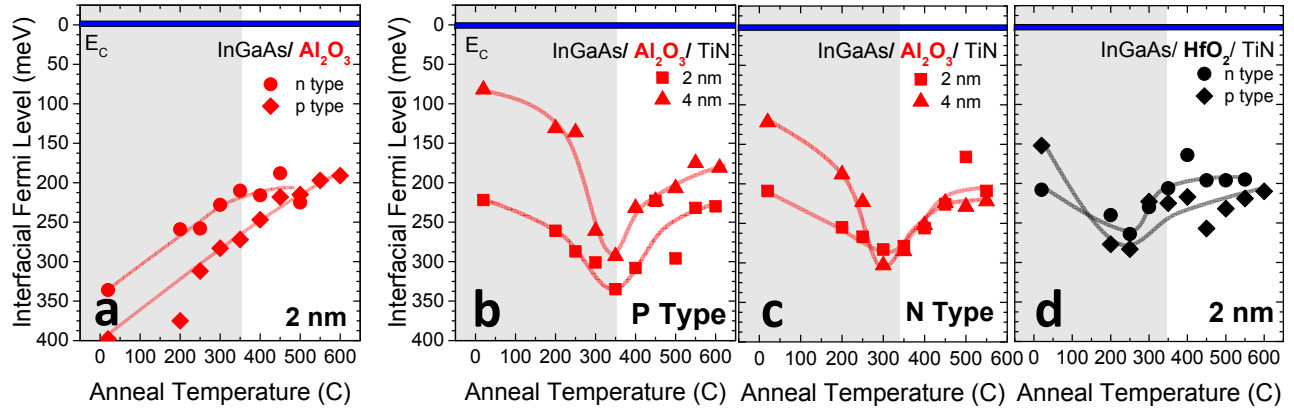 Interfacial Fermi Level (meV)
0
50
100
150
200
250
300
350
400
E_C
InGaAs/ Al₂O₃
n type
p type
a
2 nm
0 100 200 300 400 500 600
Anneal Temperature (C)
Interfacial Fermi Level (meV)
0
50
100
150
200
250
300
350
400
E_C
InGaAs/ Al₂O₃/ TiN
2 nm
4 nm
b
P Type
0 100 200 300 400 500 600
Anneal Temperature (C)
InGaAs/ Al₂O₃/ TiN
2 nm
4 nm
c
N Type
0 100 200 300 400 500
Anneal Temperature (C)
InGaAs/ HfO₂/ TiN
n type
p type
d
2 nm
0 100 200 300 400 500 600
Anneal Temperature (C)